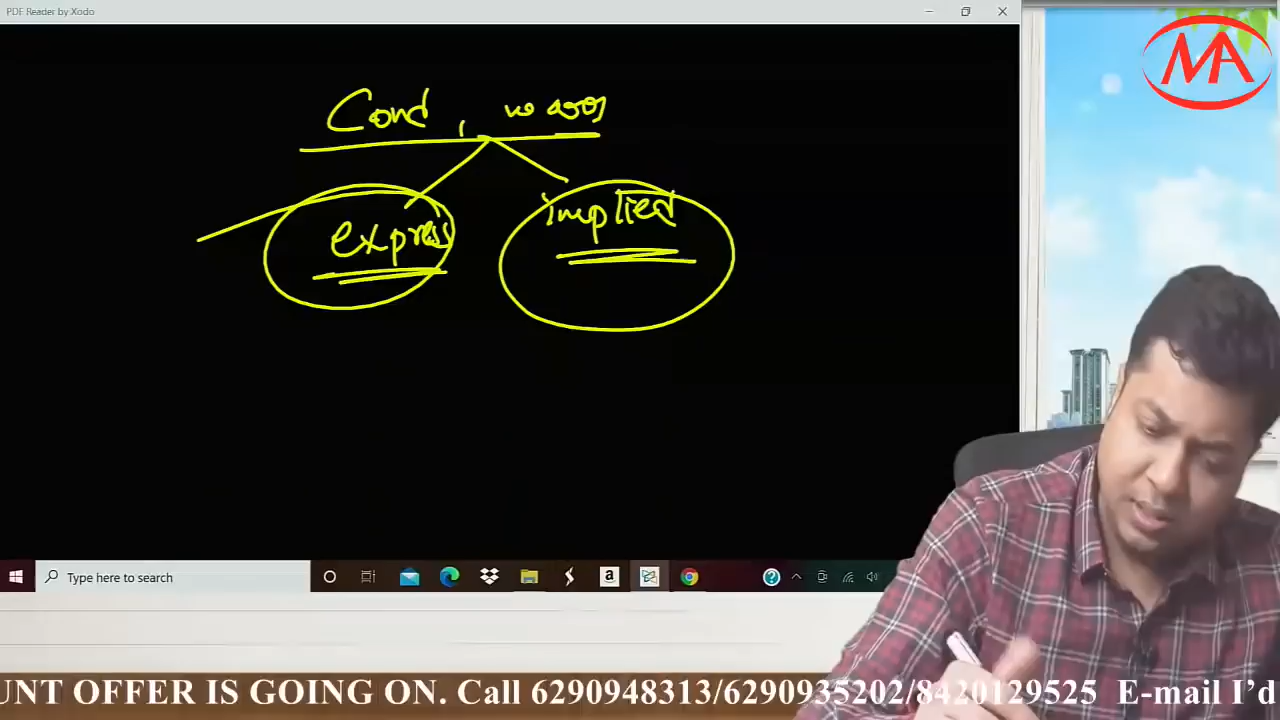 PDF Reader by Xodo
MA
Cond,
express
implied
Type here to search
a
UNT OFFER IS GOING ON. Call 6290948313/6290935202/8420129525 E-mail I'd